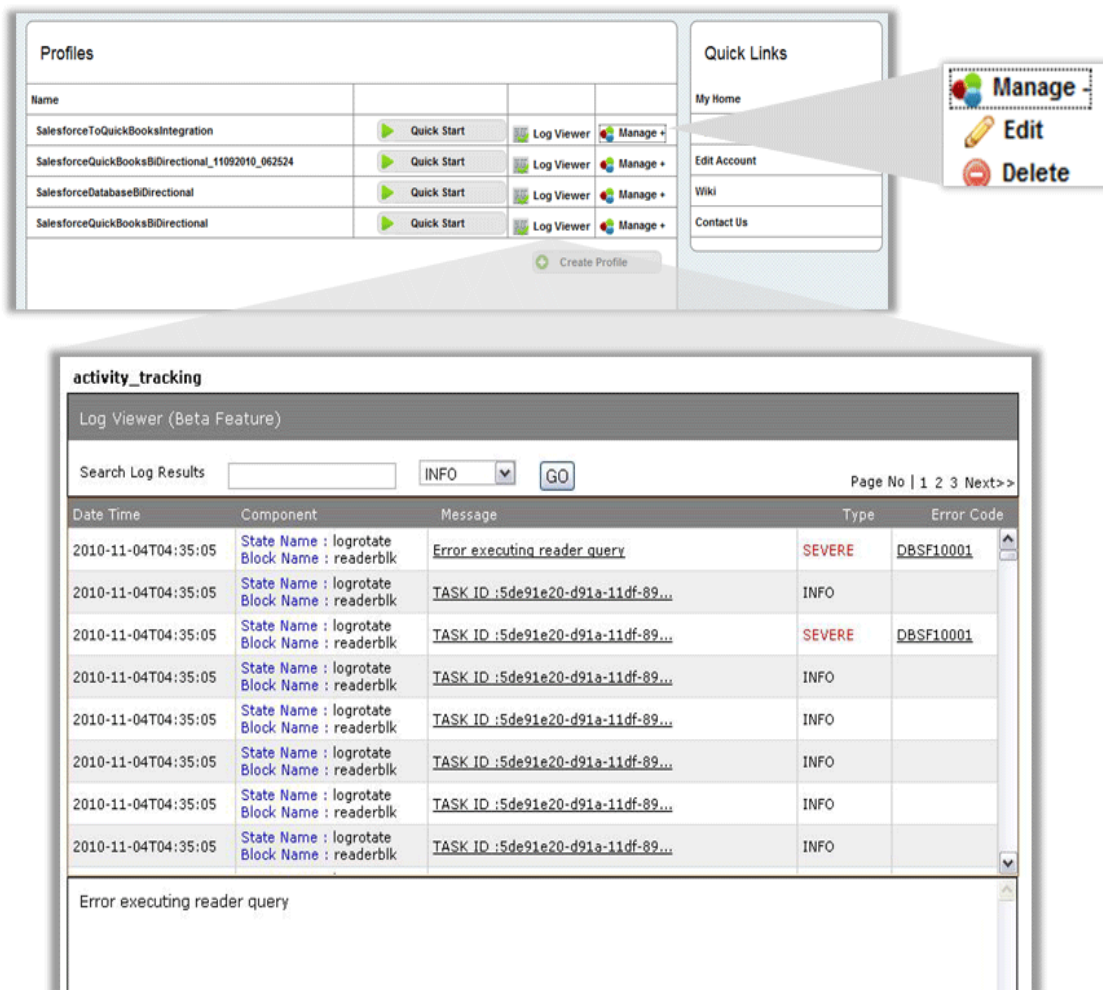 Profiles
Name
SalesforceToQuickBooksIntegration Quick Start Log Viewer Manage +
SalesforceQuickBooksBiDirectional_11092010_062524 Quick Start Log Viewer Manage +
SalesforceDatabaseBiDirectional Quick Start Log Viewer Manage +
SalesforceQuickBooksBiDirectional Quick Start Log Viewer Manage +
Create Profile
Quick Links
My Home
Edit Account
Wiki
Contact Us
Manage -
Edit
Delete
activity_tracking
Log Viewer (Beta Feature)
Search Log Results INFO GO Page No | 1 2 3 Next>>
Date Time Component Message Type Error Code
2010-11-04T04:35:05 State Name : logrotate
Block Name : readerblk Error executing reader query SEVERE DBSF10001
2010-11-04T04:35:05 State Name : logrotate
Block Name : readerblk TASK ID :5de91e20-d91a-11df-89... INFO
2010-11-04T04:35:05 State Name : logrotate
Block Name : readerblk TASK ID :5de91e20-d91a-11df-89... SEVERE DBSF10001
2010-11-04T04:35:05 State Name : logrotate
Block Name : readerblk TASK ID :5de91e20-d91a-11df-89... INFO
2010-11-04T04:35:05 State Name : logrotate
Block Name : readerblk TASK ID :5de91e20-d91a-11df-89... INFO
2010-11-04T04:35:05 State Name : logrotate
Block Name : readerblk TASK ID :5de91e20-d91a-11df-89... INFO
2010-11-04T04:35:05 State Name : logrotate
Block Name : readerblk TASK ID :5de91e20-d91a-11df-89... INFO
2010-11-04T04:35:05 State Name : logrotate
Block Name : readerblk TASK ID :5de91e20-d91a-11df-89... INFO
Error executing reader query